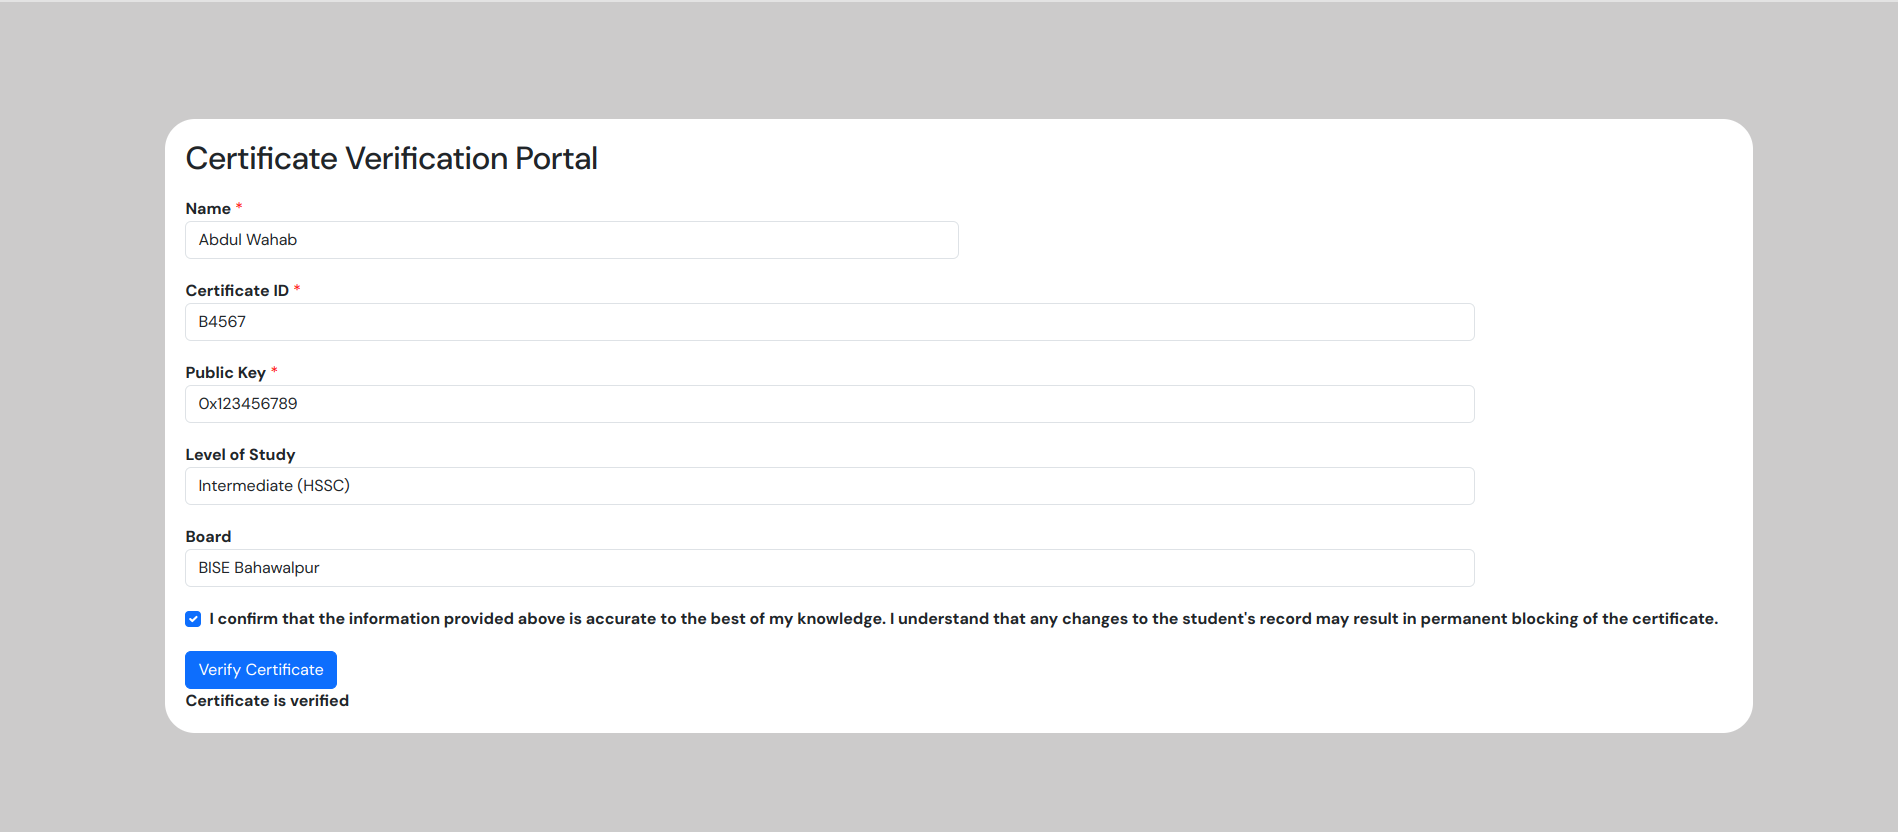 Certificate Verification Portal
Name *
Abdul Wahab
Certificate ID *
B4567
Public Key *
0x123456789
Level of Study
Intermediate (HSSC)
Board
BISE Bahawalpur
I confirm that the information provided above is accurate to the best of my knowledge. I understand that any changes to the student's record may result in permanent blocking of the certificate.
Verify Certificate
Certificate is verified